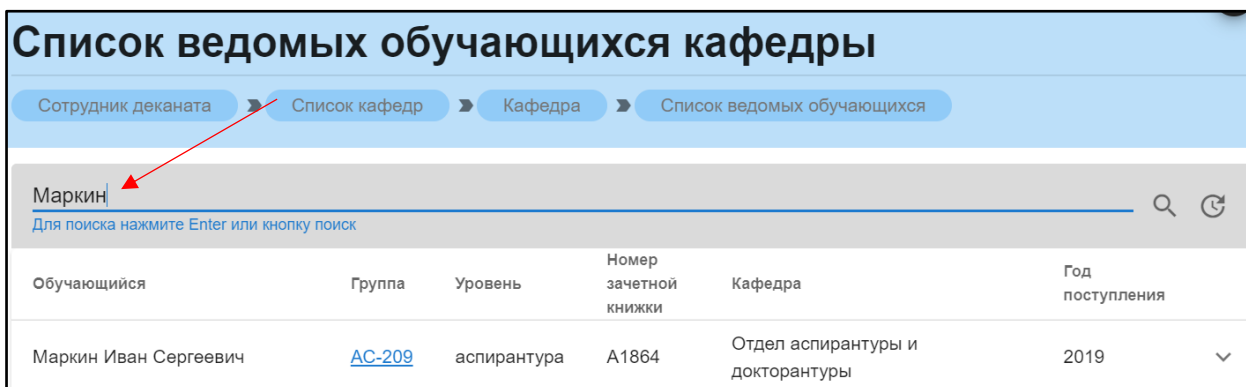 Список ведомых обучающихся кафедры
Сотрудник деканата Список кафедр Кафедра Список ведомых обучающихся
Маркин
Для поиска нажмите Enter или кнопку поиск
Обучающийся Группа Уровень Номер зачетной книжки Кафедра Год поступления
Маркин Иван Сергеевич АС-209 аспирантура А1864 Отдел аспирантуры и докторантуры 2019